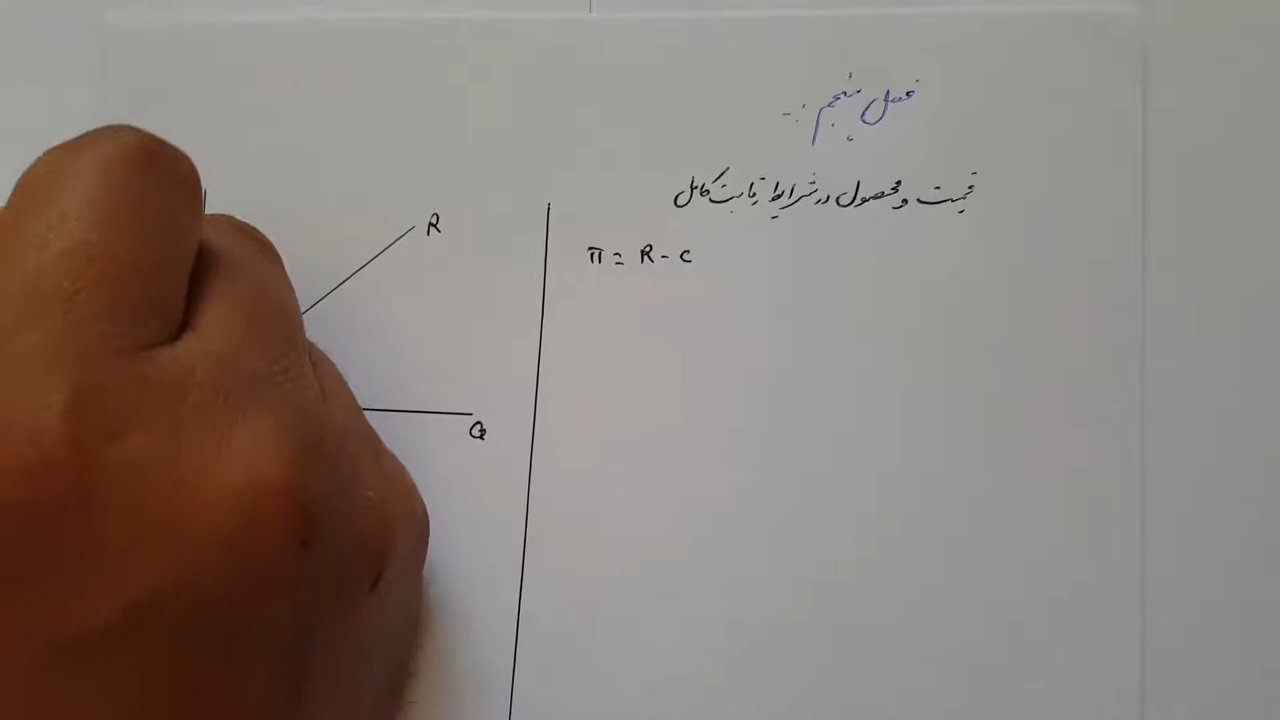 فصل پنجم :-
قیمت و محصول در شرایط رقابت کامل
π = R - C
R
Q